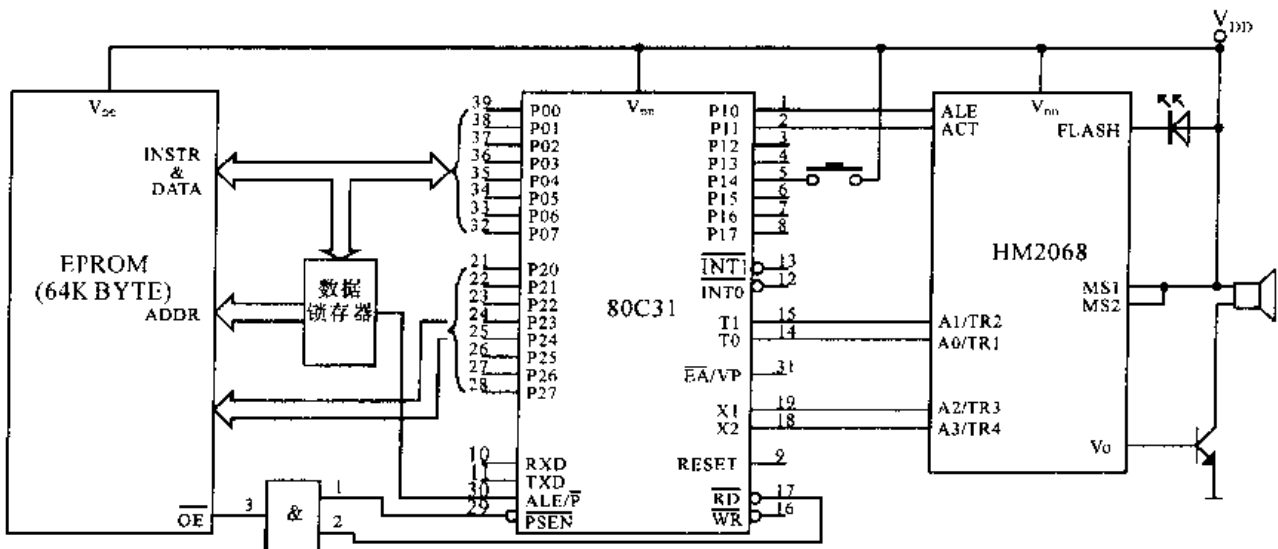 V_DD
V_DD
INSTR
&
DATA
EPROM
(64K BYTE)
ADDR
OE
数据
锁存器
3
&
1
2
39
38
37
36
35
34
33
32
21
22
23
24
25
26
27
28
10
11
30
29
V_DD
P00
P01
P02
P03
P04
P05
P06
P07
P20
P21
P22
P23
P24
P25
P26
P27
RXD
TXD
ALE/P
PSEN
80C31
P10
P11
P12
P13
P14
P15
P16
P17
INT1
INT0
T1
T0
EA/VP
X1
X2
RESET
RD
WR
1
2
3
4
5
6
7
8
13
12
15
14
31
19
18
9
17
16
V_DD
ALE
ACT
FLASH
HM2068
MS1
MS2
A1/TR2
A0/TR1
A2/TR3
A3/TR4
V0